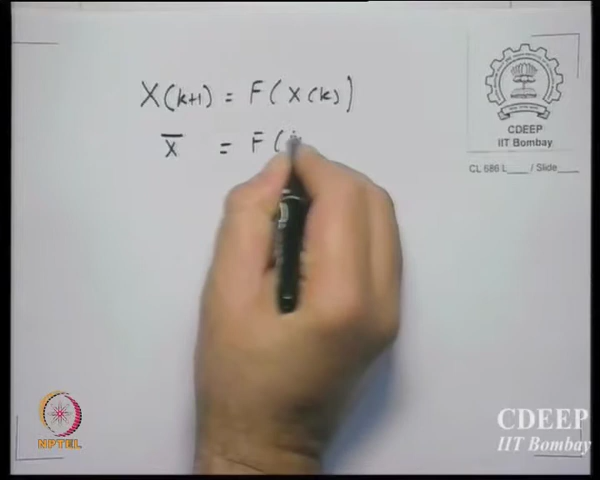 X(k+1) = F(X(k))
X̅ = F(
CDEEP
IIT Bombay
CL 686 L____/ Slide____
NPTEL
CDEEP
IIT Bombay